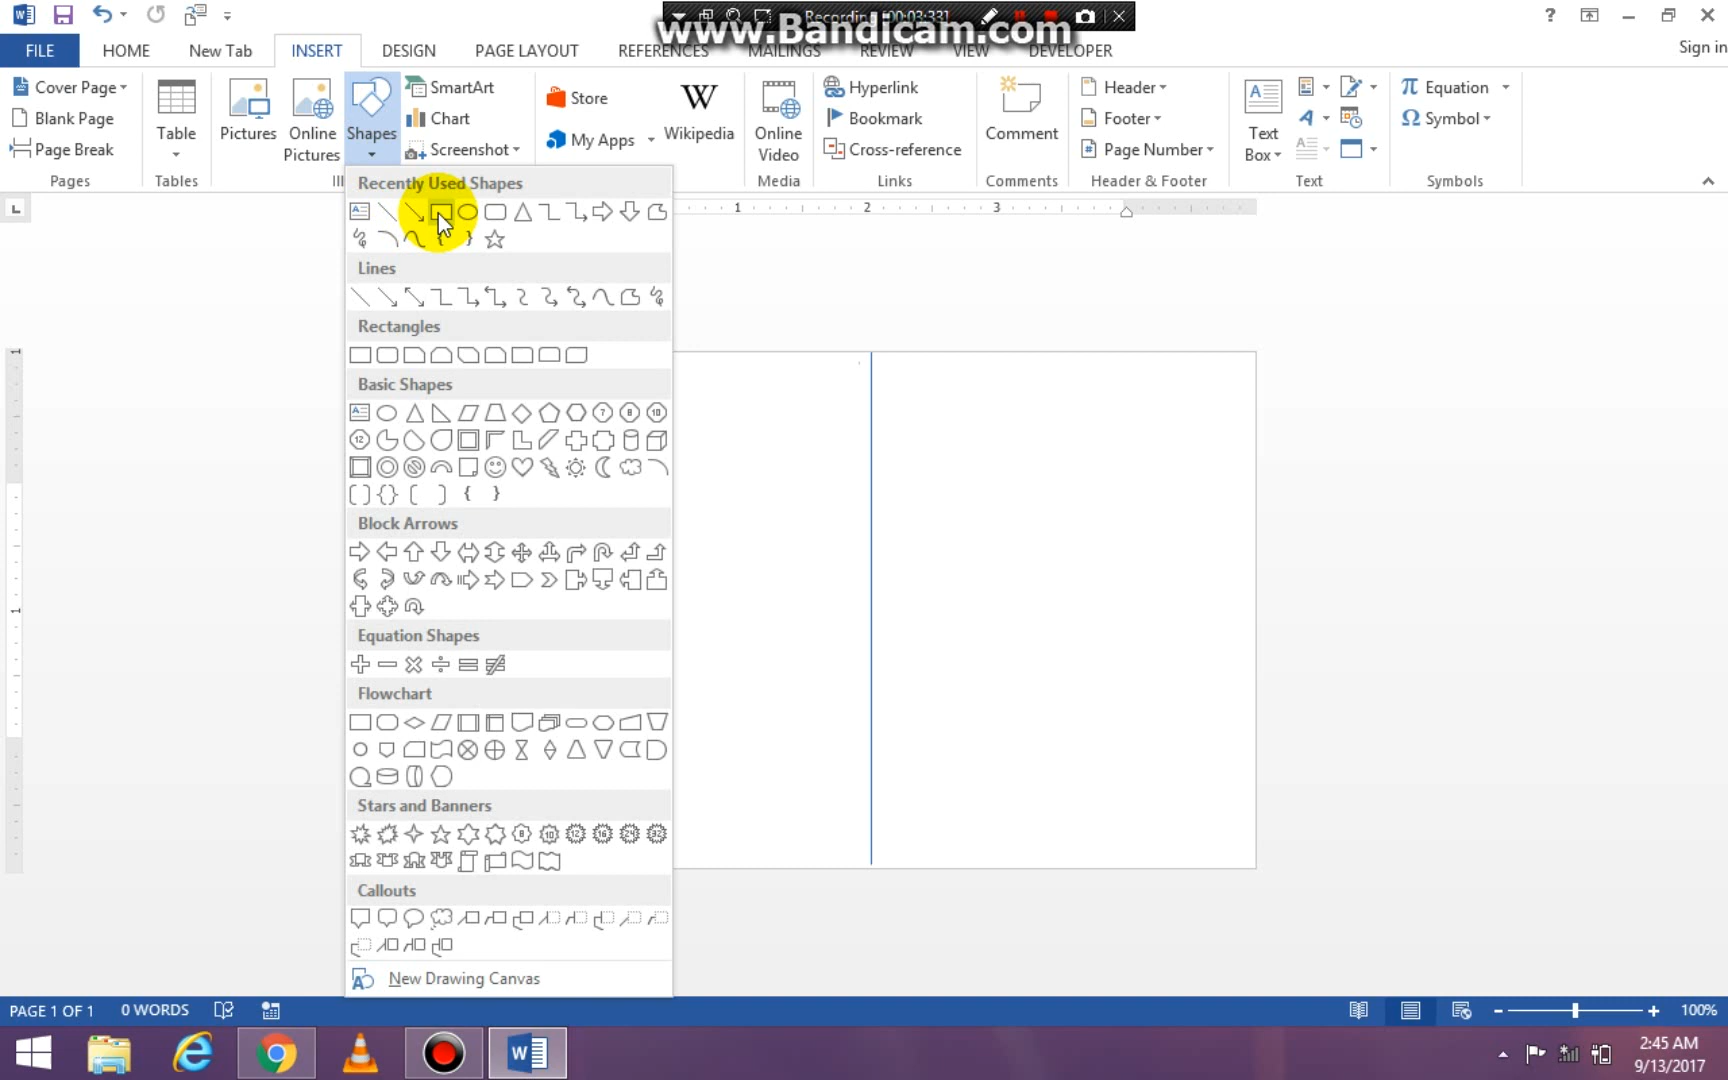 Recording [00:03:33]
www.Bandicam.com
FILE HOME New Tab INSERT DESIGN PAGE LAYOUT REFERENCES MAILINGS REVIEW VIEW DEVELOPER Sign in
Cover Page
Blank Page
Page Break
Pages
Table
Tables
Pictures
Online Pictures
Shapes
SmartArt
Chart
Screenshot
Store
My Apps
Wikipedia
Online Video
Media
Hyperlink
Bookmark
Cross-reference
Links
Comment
Comments
Header
Footer
Page Number
Header & Footer
Text Box
Text
Equation
Symbol
Symbols
Recently Used Shapes
Lines
Rectangles
Basic Shapes
Block Arrows
Equation Shapes
Flowchart
Stars and Banners
Callouts
New Drawing Canvas
1 2 3
PAGE 1 OF 1 0 WORDS 100%
2:45 AM
9/13/2017